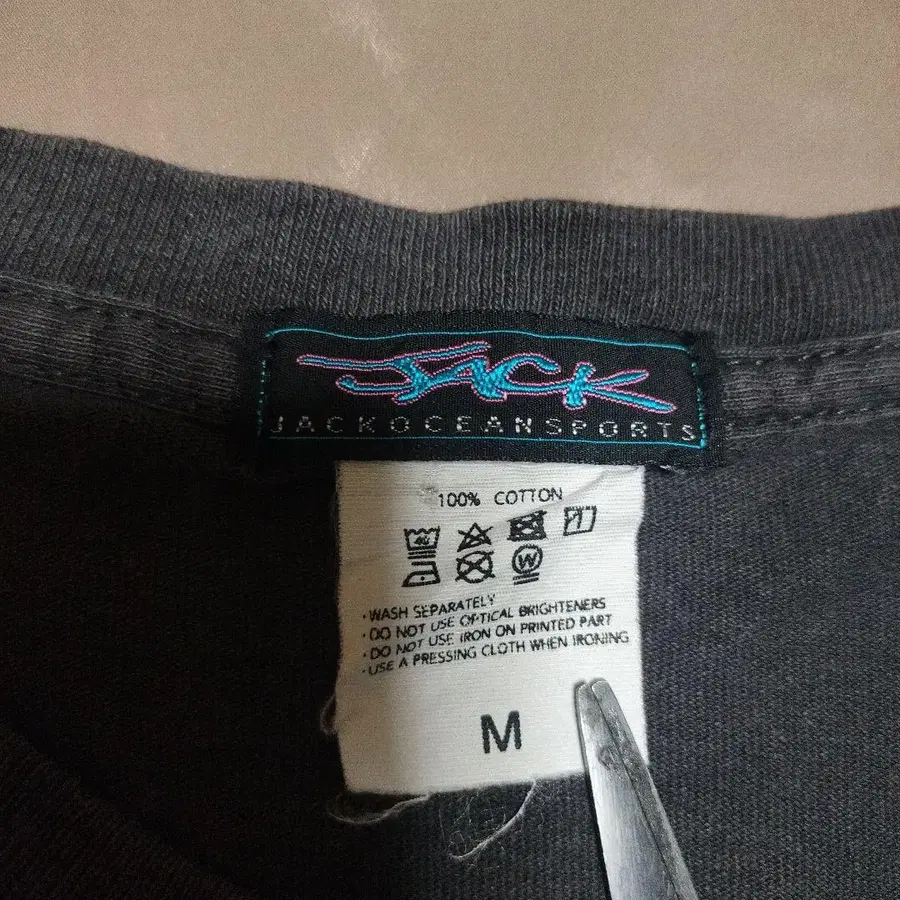 JACK
JACKOCEANSPORTS
100% COTTON
40
W
· WASH SEPARATELY
· DO NOT USE OPTICAL BRIGHTENERS
· DO NOT USE IRON ON PRINTED PART
· USE A PRESSING CLOTH WHEN IRONING
M